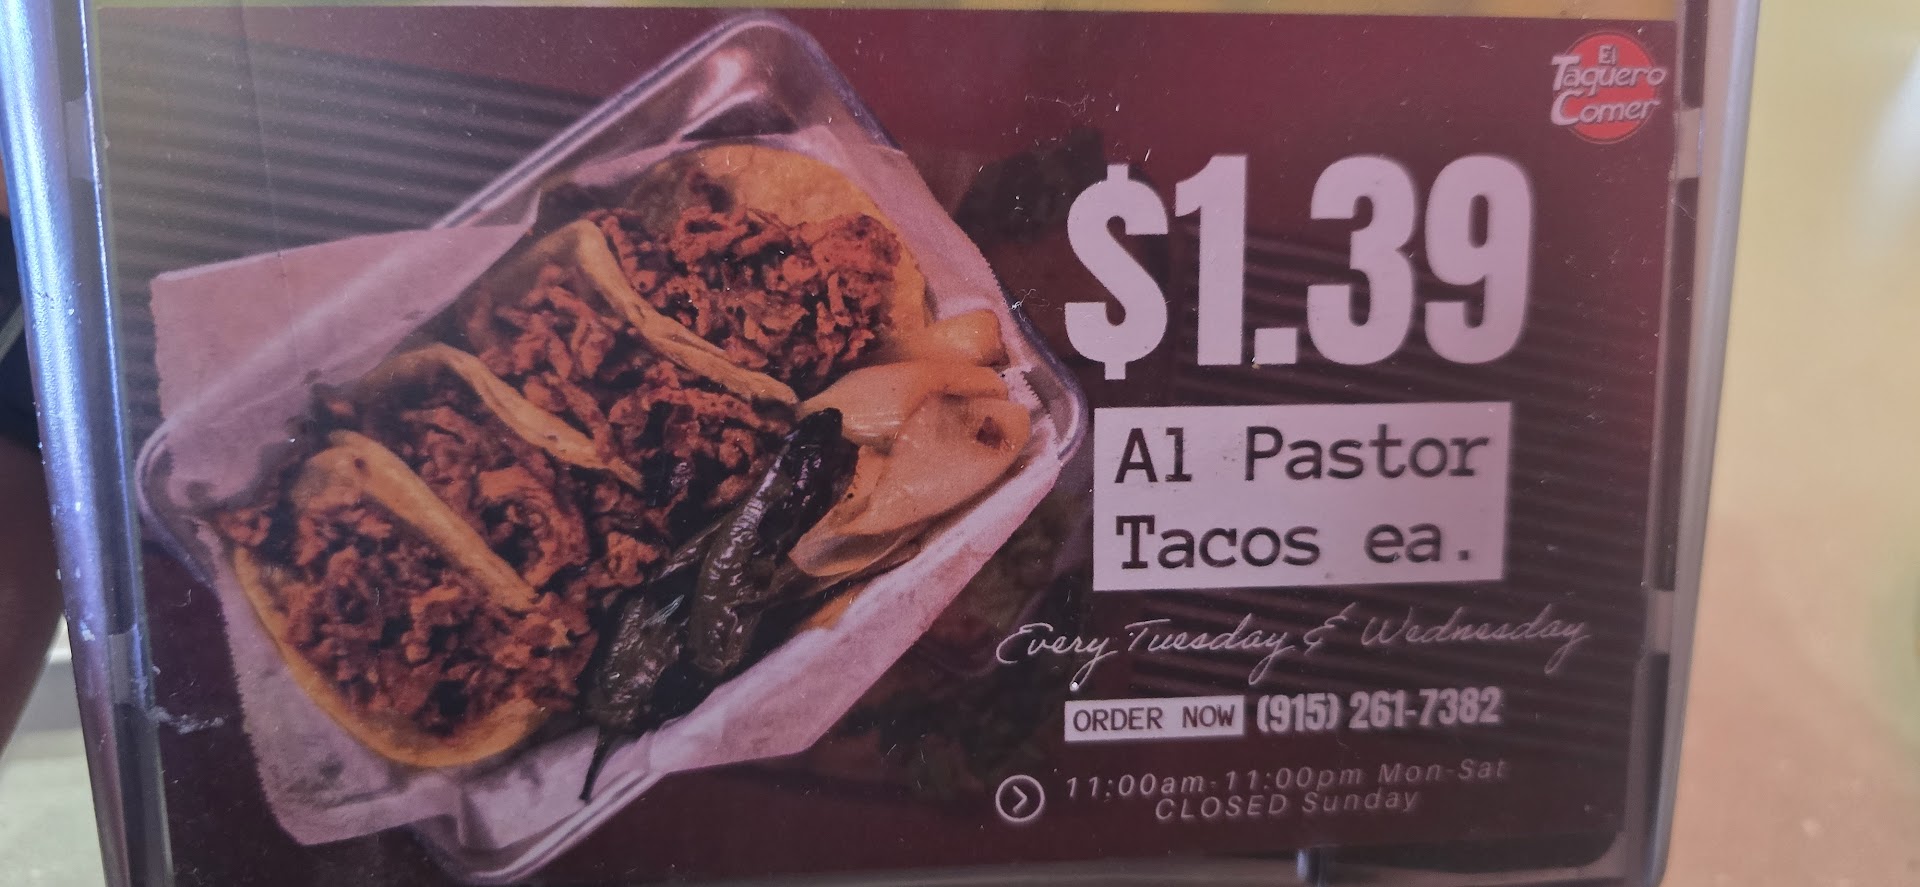 El
Taquero
Comer
$1.39
Al Pastor
Tacos ea.
Every Tuesday & Wednesday
ORDER NOW (915) 261-7382
11:00am-11:00pm Mon-Sat
CLOSED Sunday